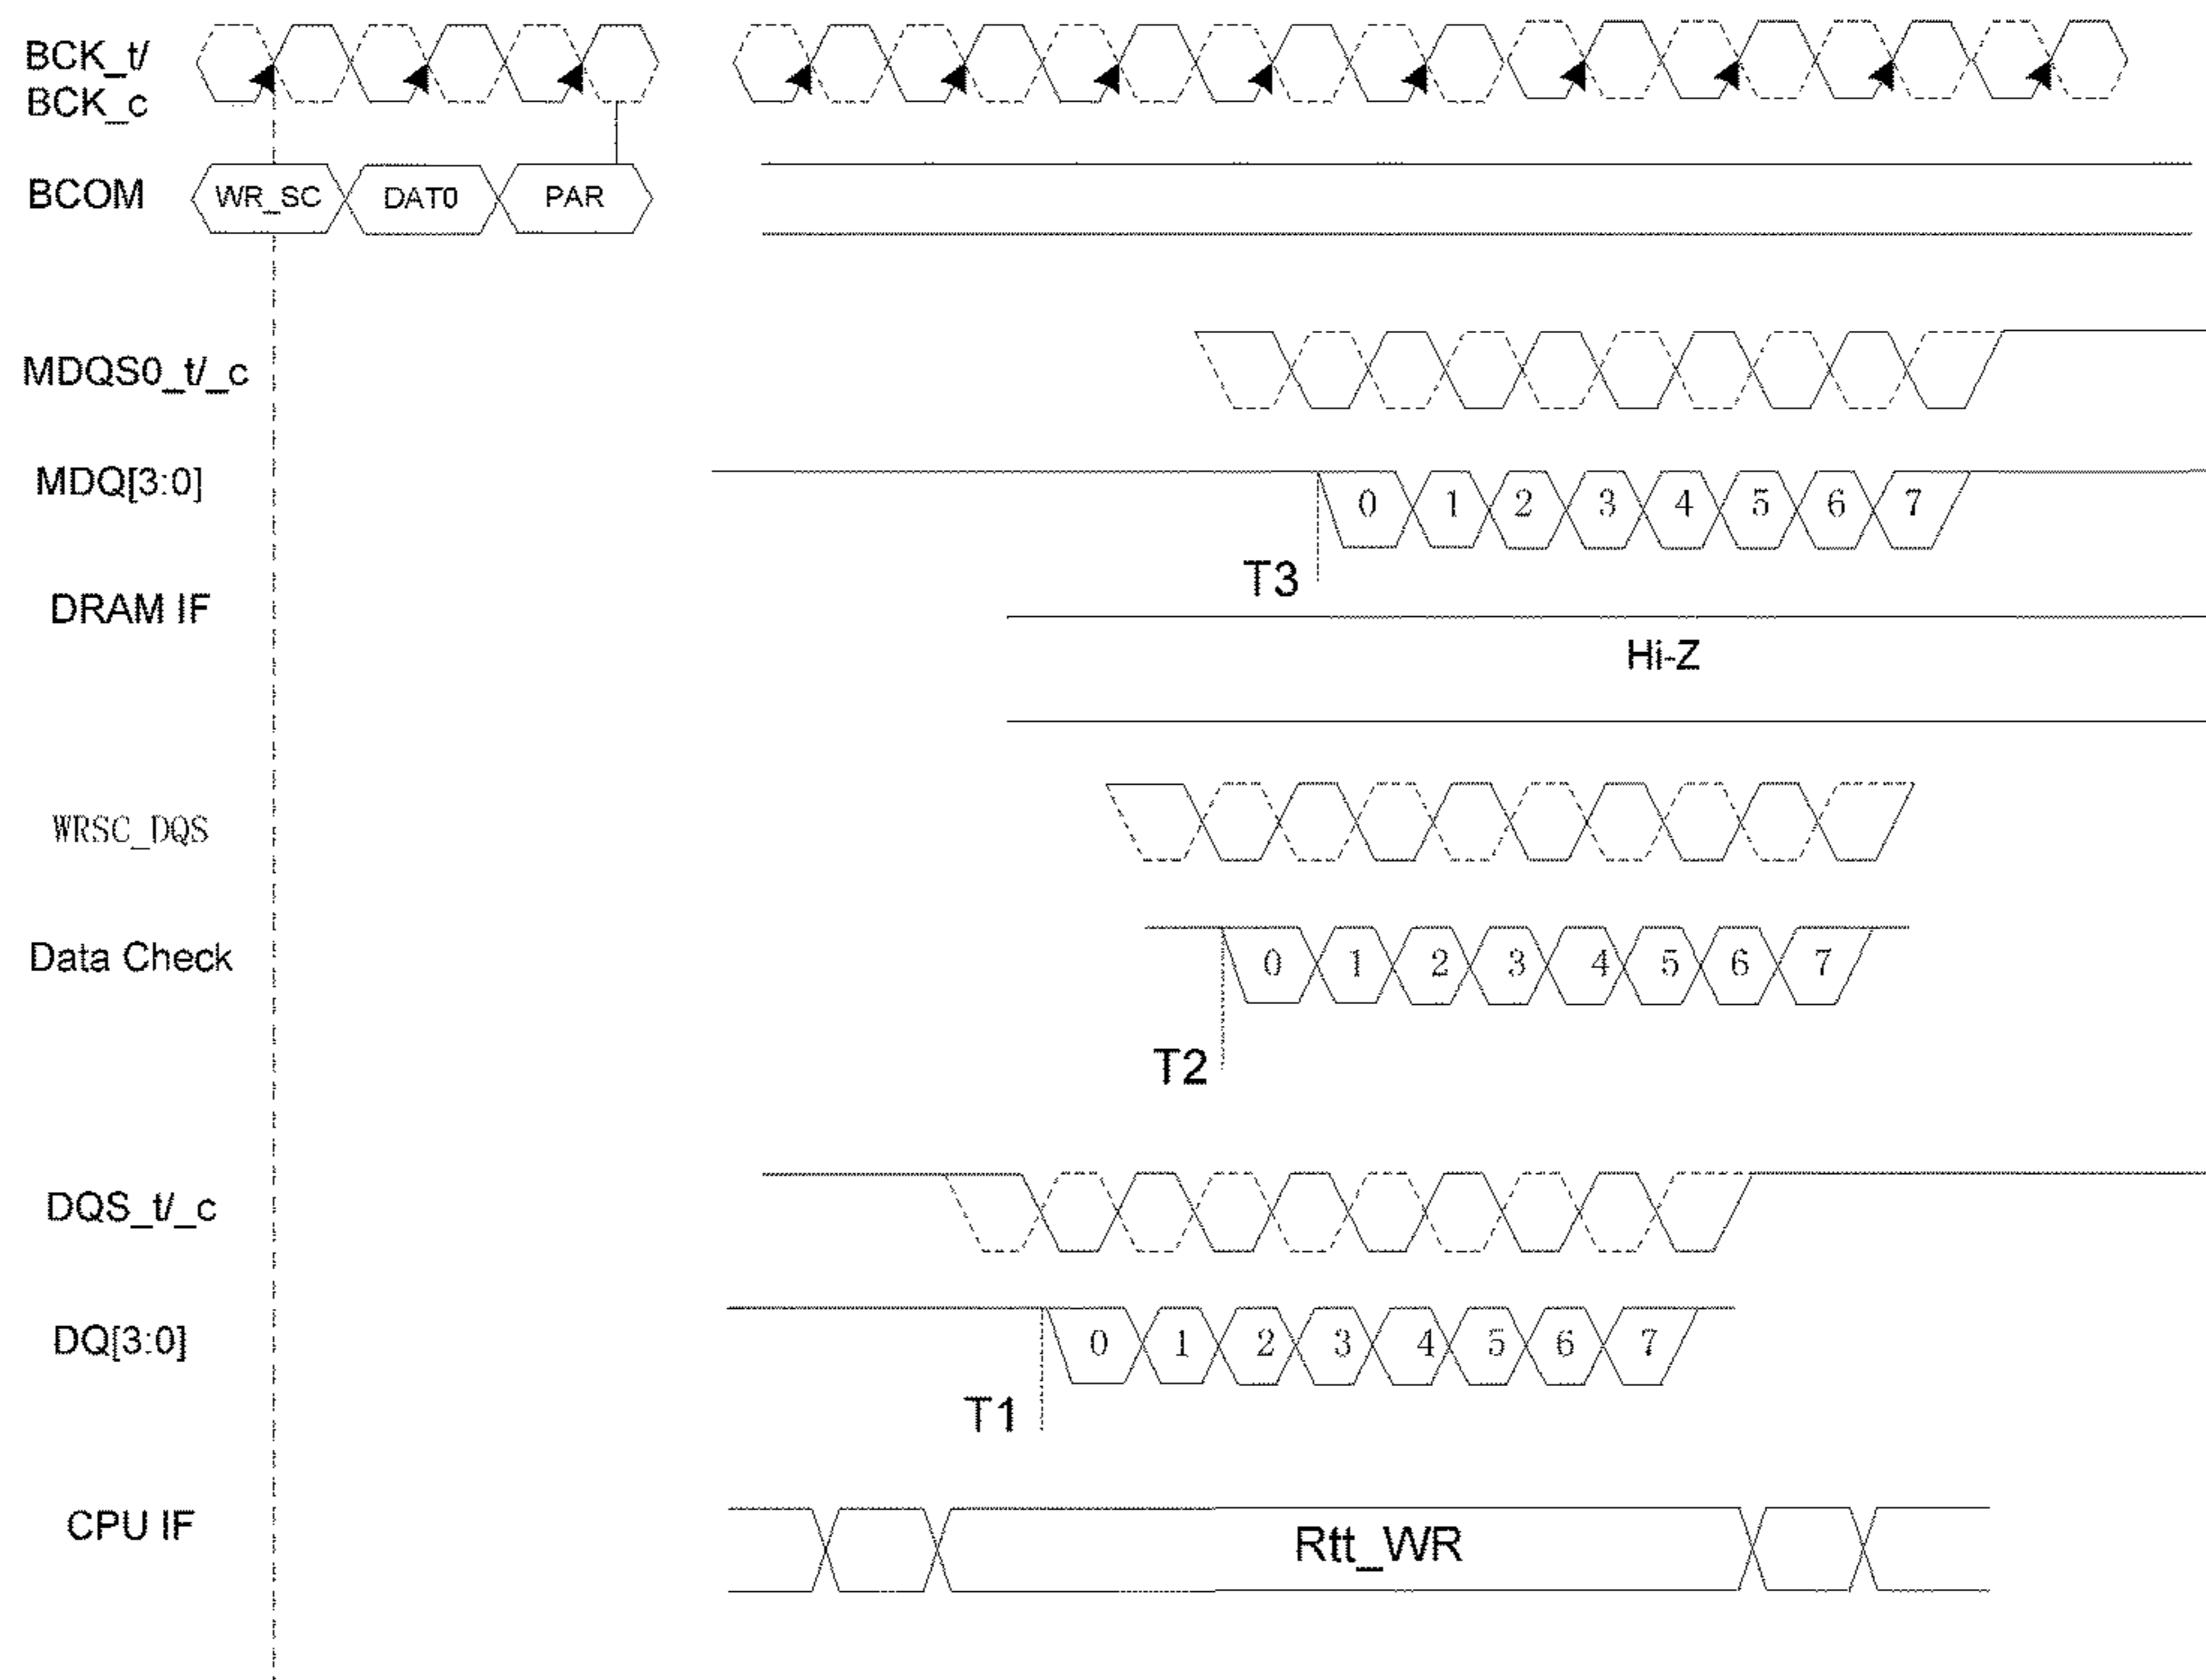 BCK_t/
BCK_c
BCOM
WR_SC DAT0 PAR
MDQS0_t/_c
MDQ[3:0]
0 1 2 3 4 5 6 7
T3
DRAM IF
Hi-Z
WRSC_DQS
Data Check
0 1 2 3 4 5 6 7
T2
DQS_t/_c
DQ[3:0]
0 1 2 3 4 5 6 7
T1
CPU IF
Rtt_WR